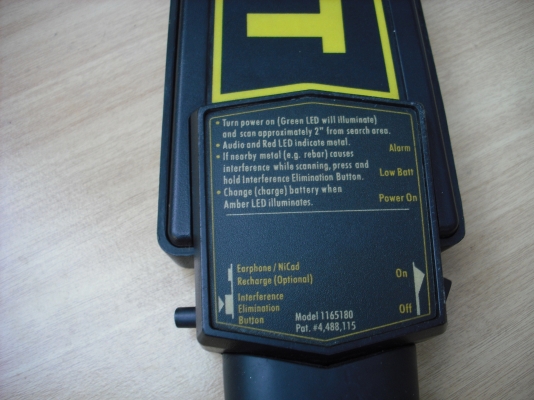 T
• Turn power on (Green LED will illuminate)
and scan approximately 2" from search area.
• Audio and Red LED indicate metal.
• If nearby metal (e.g. rebar) causes
interference while scanning, press and
hold Interference Elimination Button.
• Change (charge) battery when
Amber LED illuminates.
Alarm
Low Batt
Power On
Earphone / NiCad
Recharge (Optional)
Interference
Elimination
Button
On
Off
Model 1165180
Pat. #4,488,115